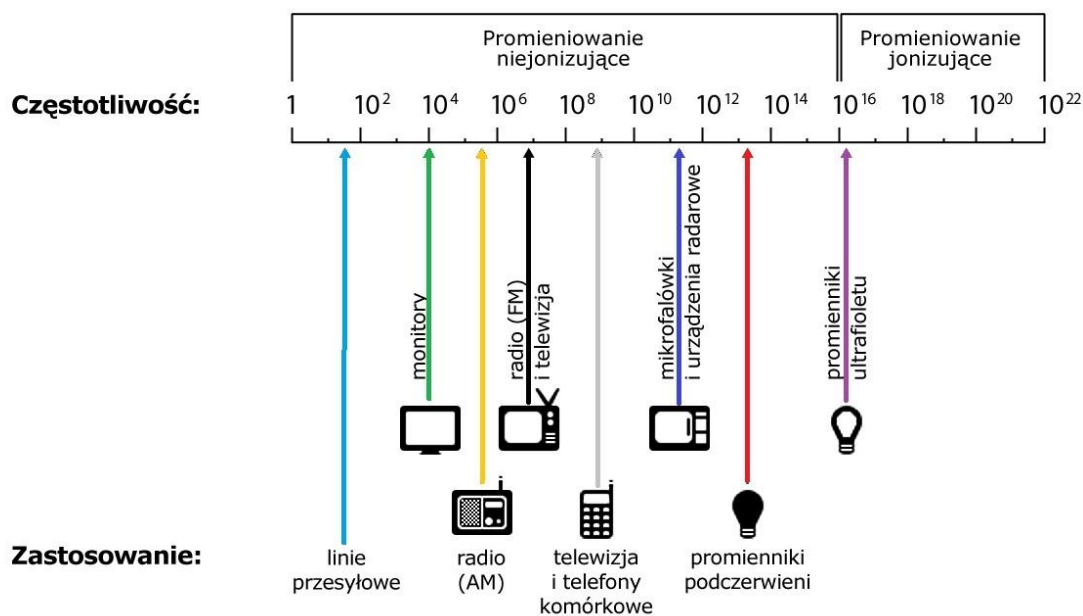 Promieniowanie
niejonizujące
Promieniowanie
jonizujące
Częstotliwość:
1 10² 10⁴ 10⁶ 10⁸ 10¹⁰ 10¹² 10¹⁴ 10¹⁶ 10¹⁸ 10²⁰ 10²²
monitory
radio (FM)
i telewizja
mikrofalówki
i urządzenia radarowe
promienniki
ultrafioletu
Zastosowanie:
linie
przesyłowe
radio
(AM)
telewizja
i telefony
komórkowe
promienniki
podczerwieni